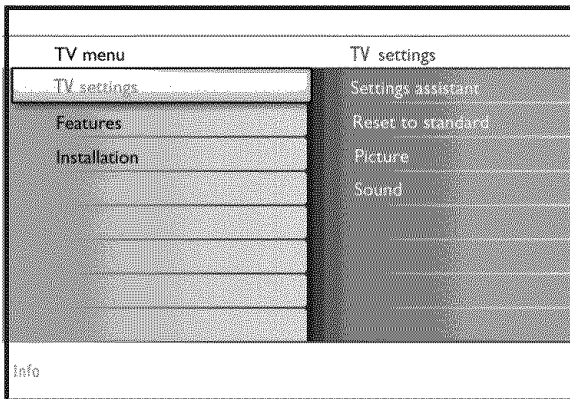 TV menu
TV settings
Features
Installation
TV settings
Settings assistant
Reset to standard
Picture
Sound
Info